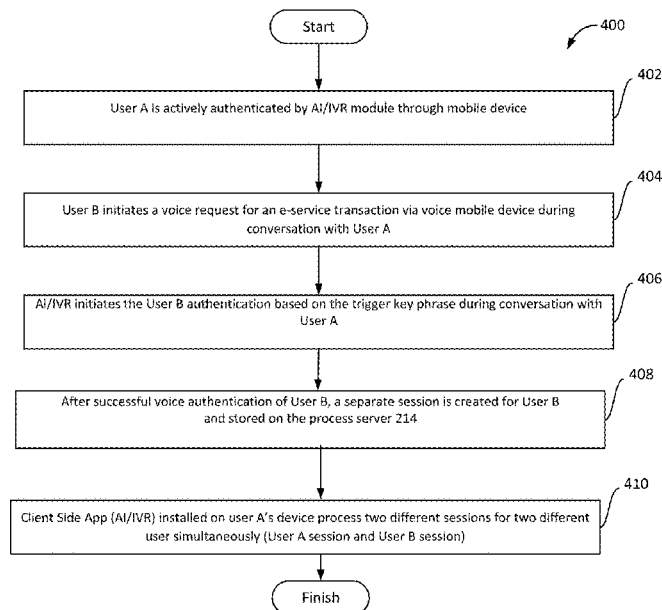 Start
400
402
User A is actively authenticated by AI/IVR module through mobile device
404
User B initiates a voice request for an e-service transaction via voice mobile device during
conversation with User A
406
AI/IVR initiates the User B authentication based on the trigger key phrase during conversation with
User A
408
After successful voice authentication of User B, a separate session is created for User B
and stored on the process server 214
410
Client Side App (AI/IVR) installed on user A's device process two different sessions for two different
user simultaneously (User A session and User B session)
Finish